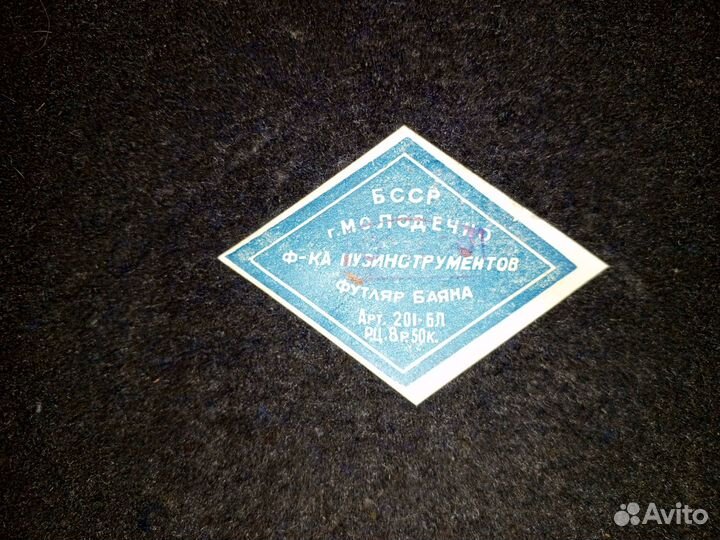 БССР
г. МОЛОДЕЧНО
Ф-КА МУЗИНСТРУМЕНТОВ
ФУТЛЯР БАЯНА
Арт. 201-БЛ
РЦ. 8р.50к.
Avito